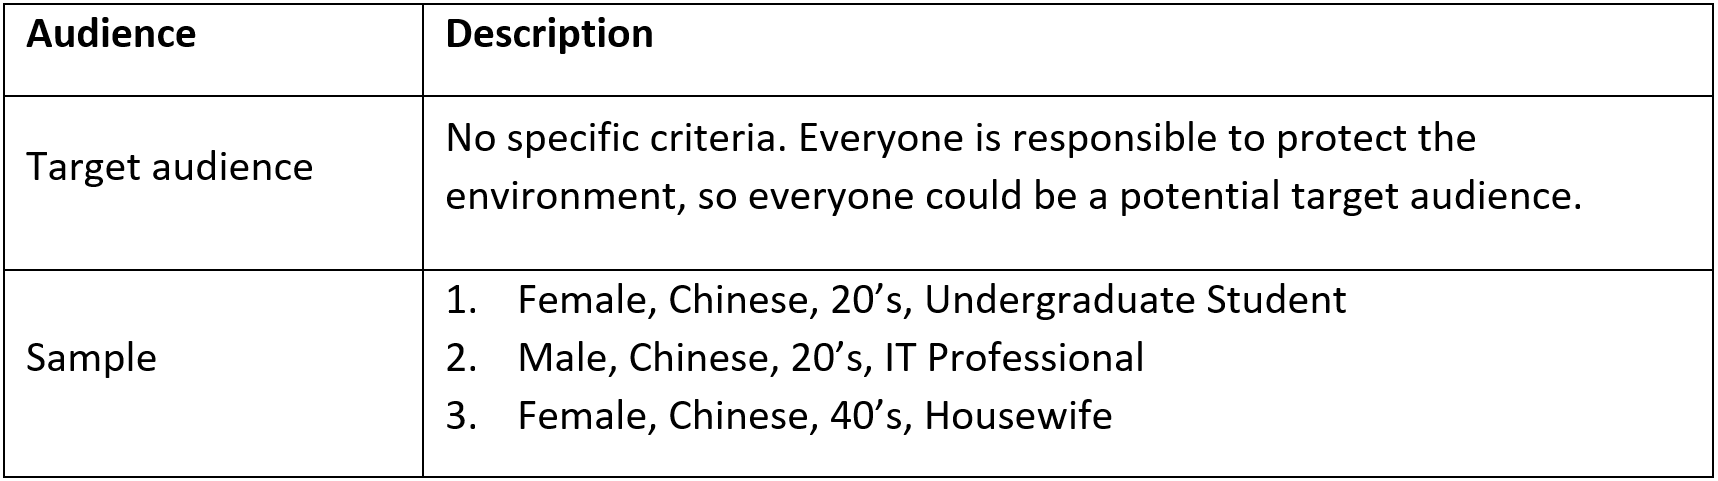 Audience
Description
Target audience
No specific criteria. Everyone is responsible to protect the
environment, so everyone could be a potential target audience.
Sample
1. Female, Chinese, 20’s, Undergraduate Student
2. Male, Chinese, 20’s, IT Professional
3. Female, Chinese, 40’s, Housewife